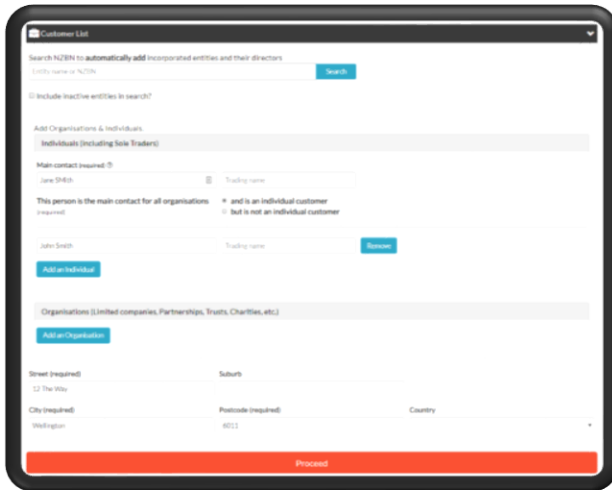 Customer List
Search NZBN to automatically add incorporated entities and their directors
Entity name or NZBN
Search
Include inactive entities in search?
Add Organisations & Individuals
Individuals (Including Sole Traders)
Main contact (required)
Jane SMith
Trading name
This person is the main contact for all organisations
(required)
and is an individual customer
but is not an individual customer
John Smith
Trading name
Remove
Add an Individual
Organisations (Limited companies, Partnerships, Trusts, Charities, etc.)
Add an Organisation
Street (required)
Suburb
12 The Way
City (required)
Postcode (required)
Country
Wellington
6011
Proceed